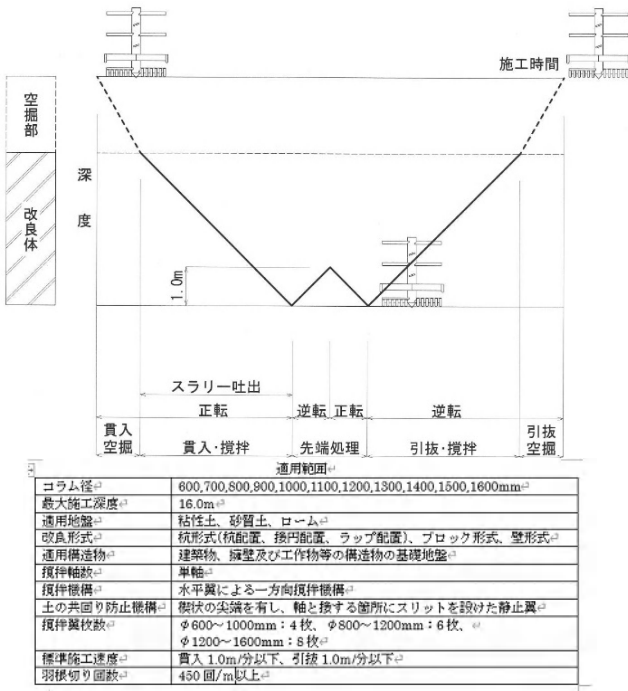 施工時間
空掘部
深度
改良体
1.0m
スラリー吐出
正転 逆転 正転 逆転
貫入空掘 貫入・撹拌 先端処理 引抜・撹拌 引抜空掘
適用範囲
コラム径 600,700,800,900,1000,1100,1200,1300,1400,1500,1600mm
最大施工深度 16.0m
適用地盤 粘性土、砂質土、ローム
改良形式 杭形式(杭配置、接円配置、ラップ配置)、ブロック形式、壁形式
適用構造物 建築物、擁壁及び工作物等の構造物の基礎地盤
撹拌軸数 単軸
撹拌機構 水平翼による一方向撹拌機構
土の共回り防止機構 楔状の尖端を有し、軸と接する箇所にスリットを設けた静止翼
撹拌翼枚数 φ600～1000mm：4枚、φ800～1200mm：6枚、
φ1200～1600mm：8枚
標準施工速度 貫入 1.0m/分以下、引抜 1.0m/分以下
羽根切り回数 450回/m以上